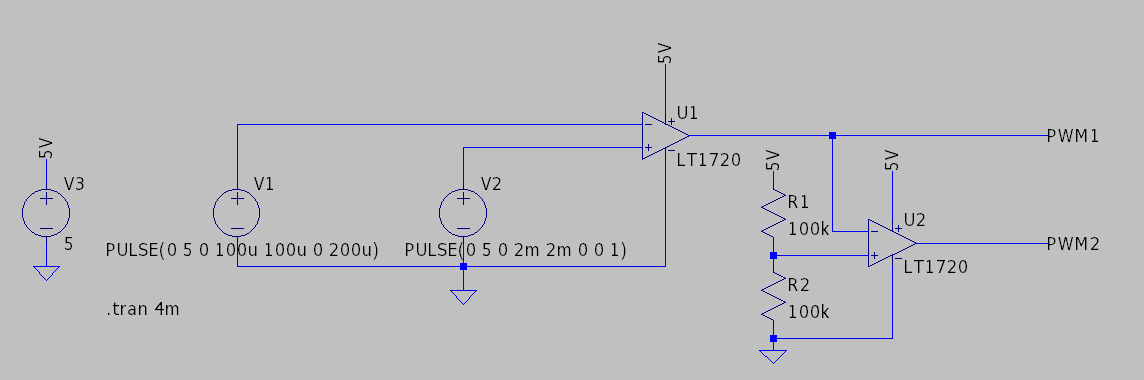 5V
U1
LT1720
PWM1
5V
V3
5
V1
PULSE(0 5 0 100u 100u 0 200u)
V2
PULSE(0 5 0 2m 2m 0 0 1)
5V
R1
100k
R2
100k
5V
U2
LT1720
PWM2
.tran 4m